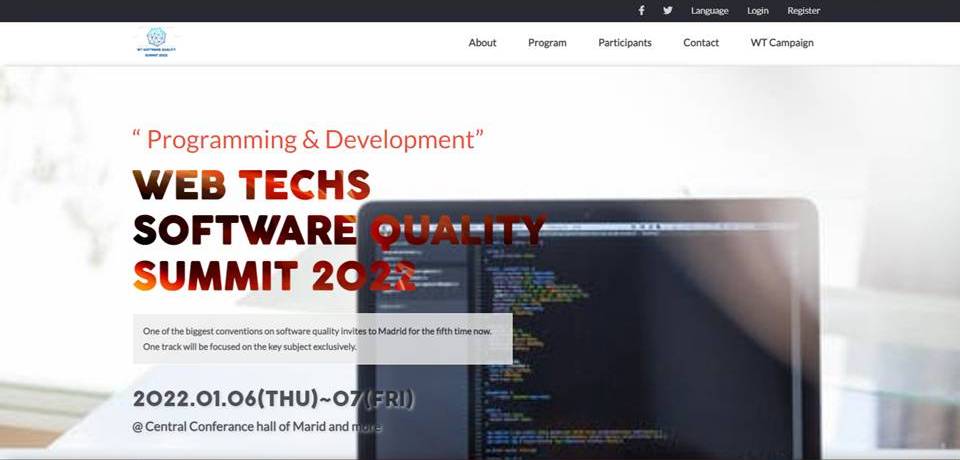 Language Login Register
WT SOFTWARE QUALITY
SUMMIT 2022
About Program Participants Contact WT Campaign
“ Programming & Development”
WEB TECHS
SOFTWARE QUALITY
SUMMIT 2022
One of the biggest conventions on software quality invites to Madrid for the fifth time now.
One track will be focused on the key subject exclusively.
2022.01.06(THU)~07(FRI)
@ Central Conferance hall of Marid and more